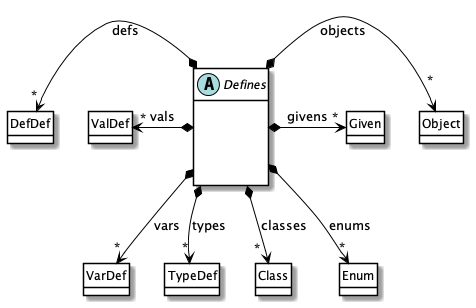 defs
objects
A Defines
*
*
DefDef
ValDef
* vals
givens *
Given
Object
vars
types
classes
enums
*
*
*
*
VarDef
TypeDef
Class
Enum